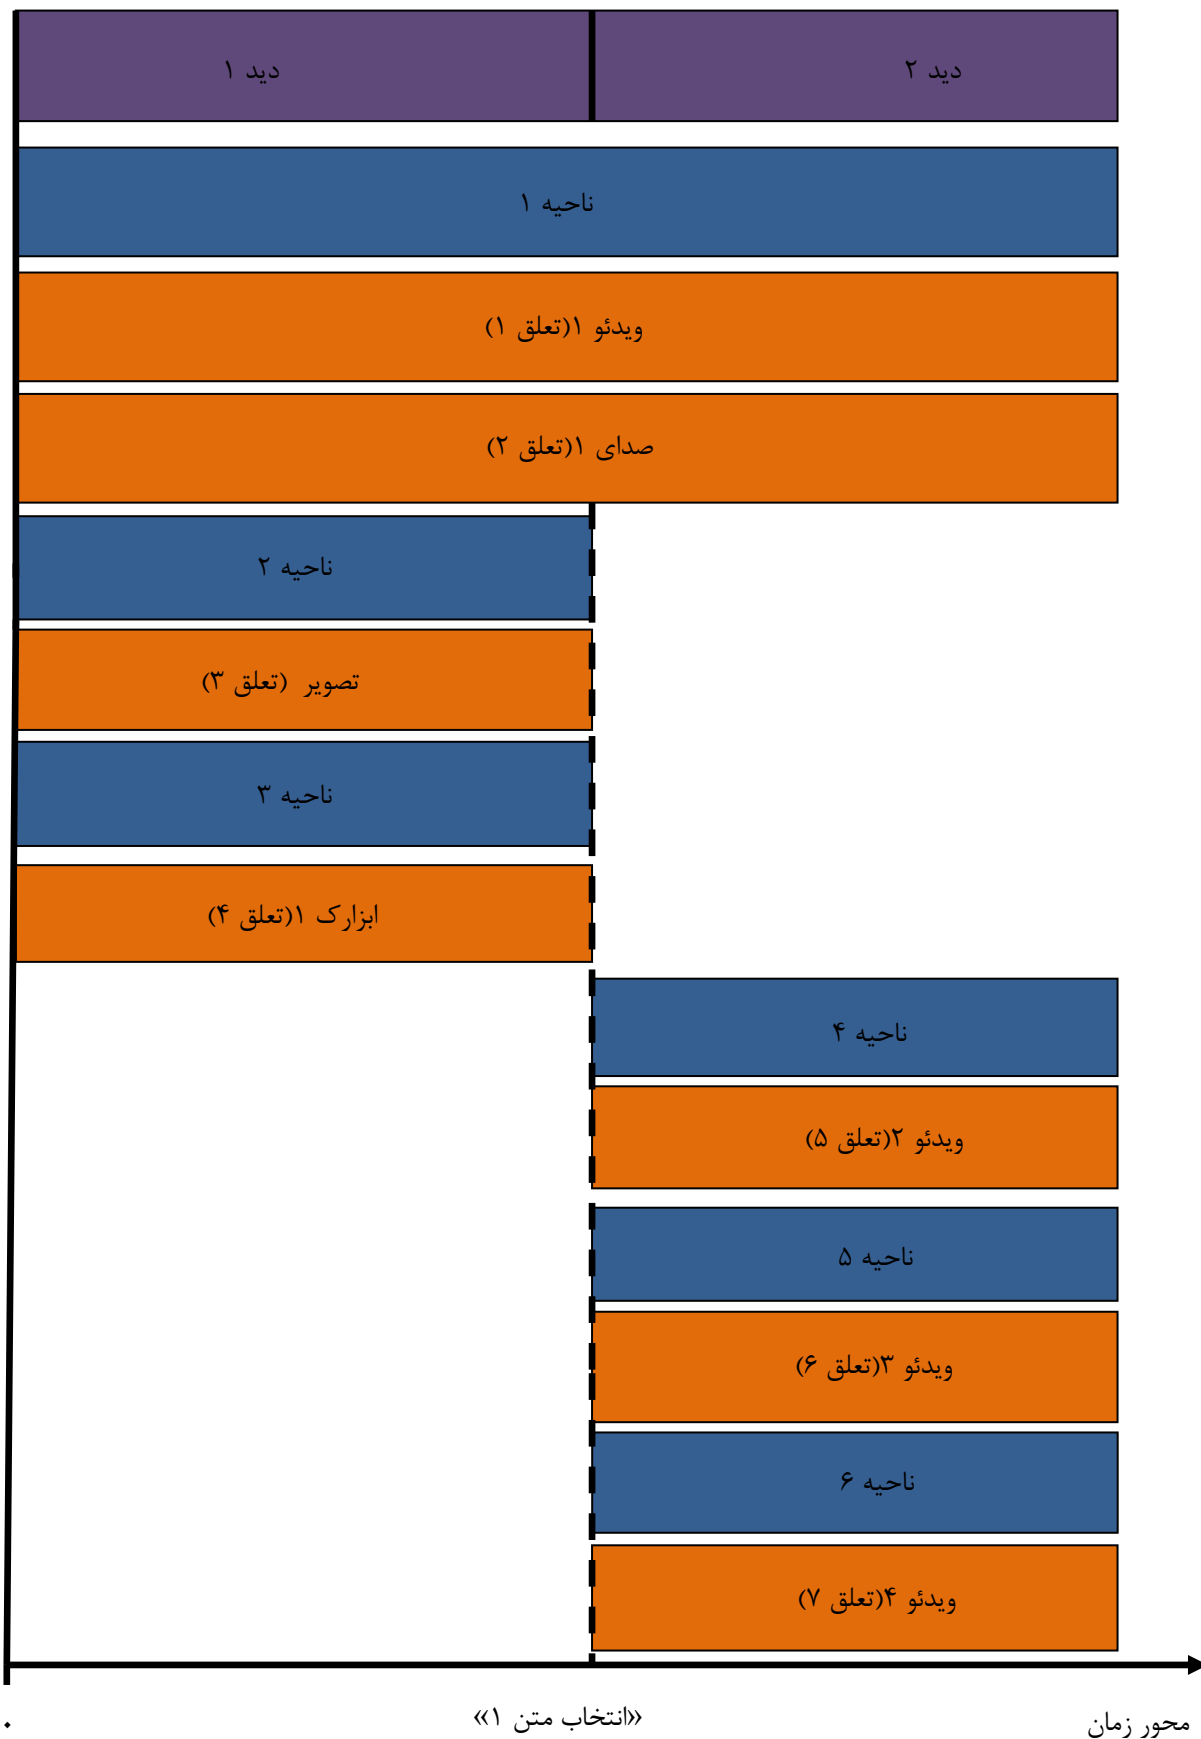 دید ۱
دید ۲
ناحیه ۱
ویدئو ۱(تعلق ۱)
صدای ۱(تعلق ۲)
ناحیه ۲
تصویر (تعلق ۳)
ناحیه ۳
ابزارک ۱(تعلق ۴)
ناحیه ۴
ویدئو ۲(تعلق ۵)
ناحیه ۵
ویدئو ۳(تعلق ۶)
ناحیه ۶
ویدئو ۴(تعلق ۷)
۰
«انتخاب متن ۱»
محور زمان